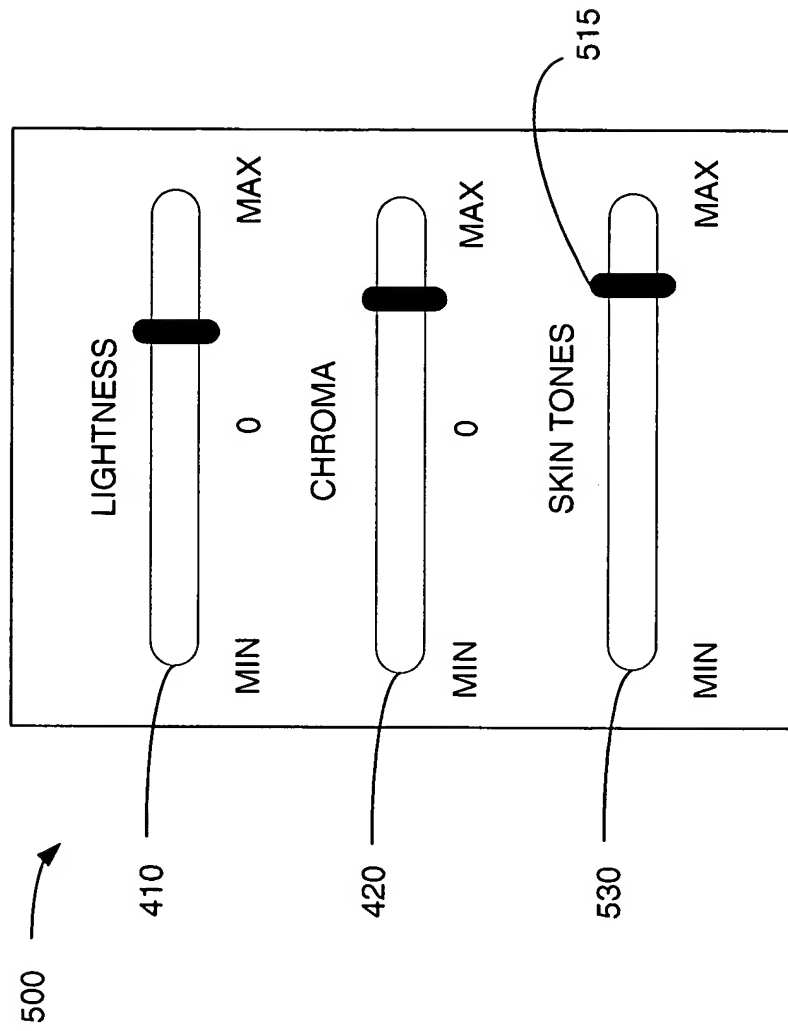 500
410
LIGHTNESS
MIN
0
MAX
420
CHROMA
MIN
0
MAX
530
SKIN TONES
MIN
MAX
515